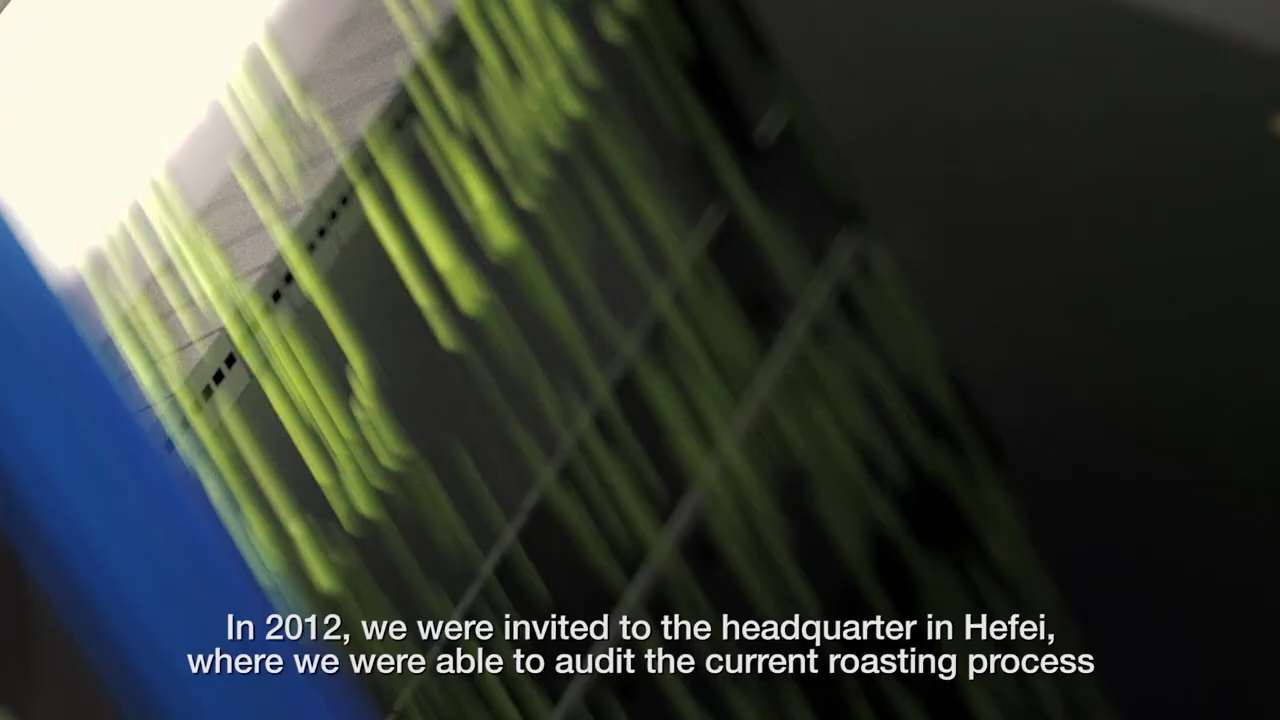 In 2012, we were invited to the headquarter in Hefei,
where we were able to audit the current roasting process